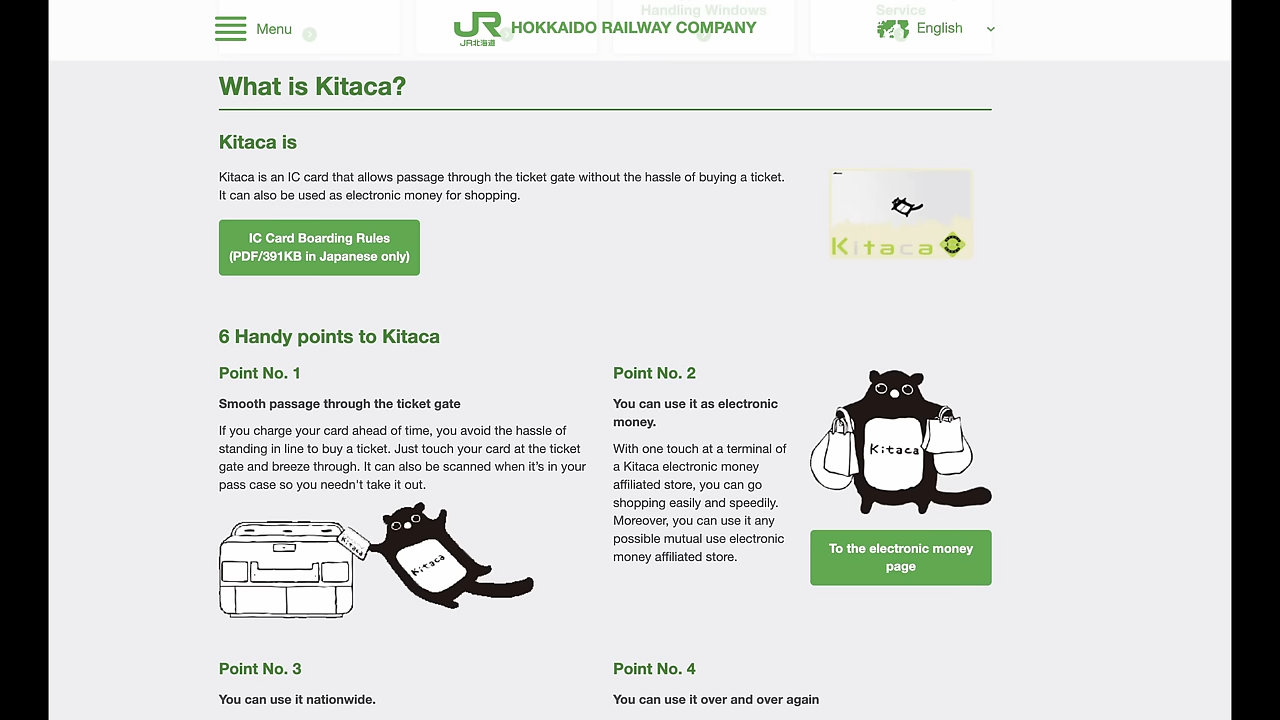 Handling Windows
Service
Menu
JR
JR北海道
HOKKAIDO RAILWAY COMPANY
English
What is Kitaca?
Kitaca is
Kitaca is an IC card that allows passage through the ticket gate without the hassle of buying a ticket.
It can also be used as electronic money for shopping.
IC Card Boarding Rules
(PDF/391KB in Japanese only)
Kitaca
6 Handy points to Kitaca
Point No. 1
Smooth passage through the ticket gate
If you charge your card ahead of time, you avoid the hassle of
standing in line to buy a ticket. Just touch your card at the ticket
gate and breeze through. It can also be scanned when it's in your
pass case so you needn't take it out.
Kitaca
Kitaca
Point No. 2
You can use it as electronic
money.
With one touch at a terminal of
a Kitaca electronic money
affiliated store, you can go
shopping easily and speedily.
Moreover, you can use it any
possible mutual use electronic
money affiliated store.
Kitaca
To the electronic money
page
Point No. 3
You can use it nationwide.
Point No. 4
You can use it over and over again